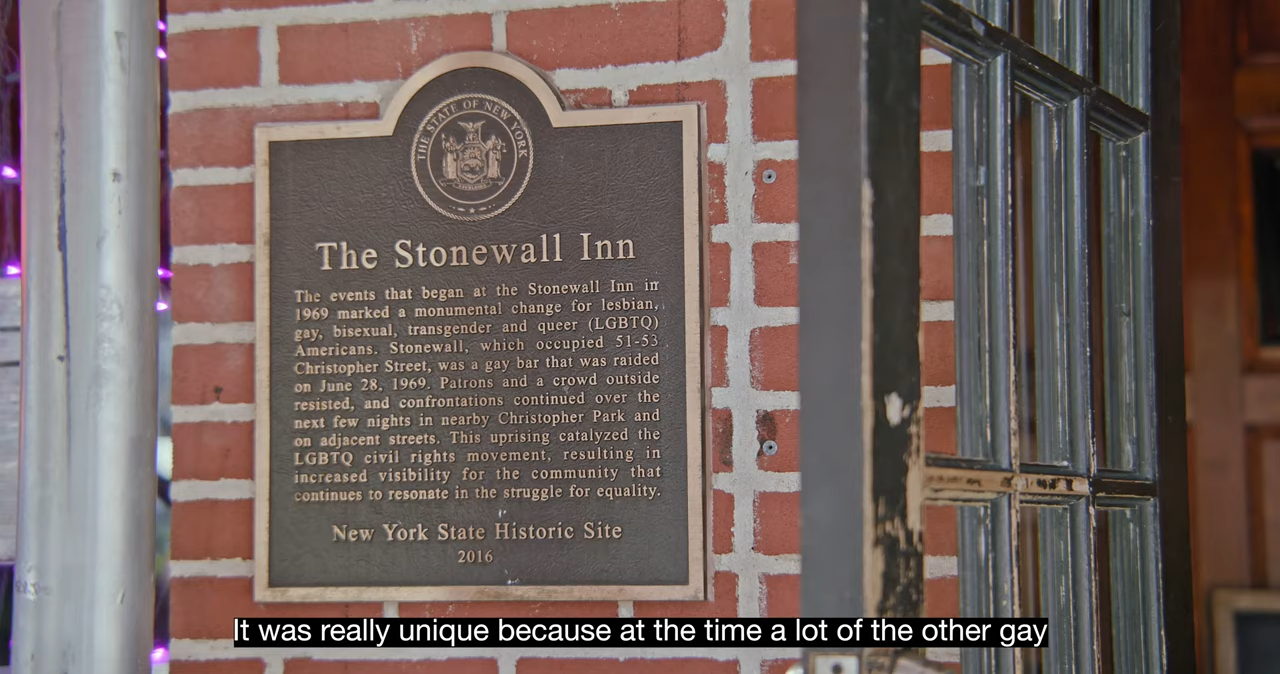 THE STATE OF NEW YORK
EXCELSIOR
The Stonewall Inn
The events that began at the Stonewall Inn in
1969 marked a monumental change for lesbian,
gay, bisexual, transgender and queer (LGBTQ)
Americans. Stonewall, which occupied 51-53
Christopher Street, was a gay bar that was raided
on June 28, 1969. Patrons and a crowd outside
resisted, and confrontations continued over the
next few nights in nearby Christopher Park and
on adjacent streets. This uprising catalyzed the
LGBTQ civil rights movement, resulting in
increased visibility for the community that
continues to resonate in the struggle for equality.
New York State Historic Site
2016
It was really unique because at the time a lot of the other gay